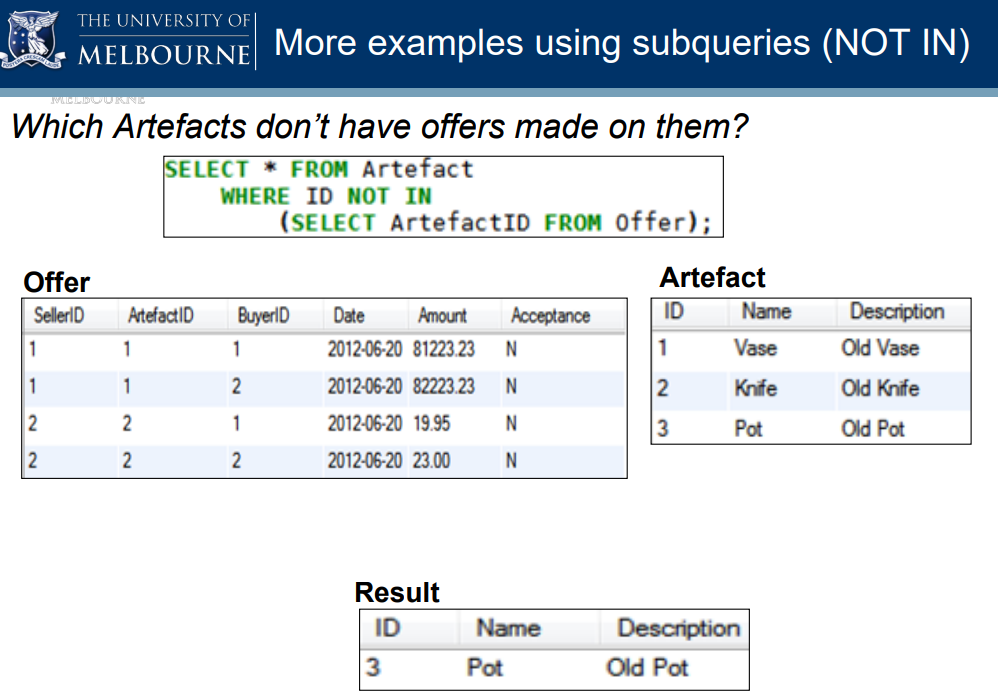 THE UNIVERSITY OF
MELBOURNE
More examples using subqueries (NOT IN)
MELBOURNE
Which Artefacts don't have offers made on them?
SELECT * FROM Artefact
WHERE ID NOT IN
(SELECT ArtefactID FROM Offer);
Offer
SellerID ArtefactID BuyerID Date Amount Acceptance
1 1 1 2012-06-20 81223.23 N
1 1 2 2012-06-20 82223.23 N
2 2 1 2012-06-20 19.95 N
2 2 2 2012-06-20 23.00 N
Artefact
ID Name Description
1 Vase Old Vase
2 Knife Old Knife
3 Pot Old Pot
Result
ID Name Description
3 Pot Old Pot